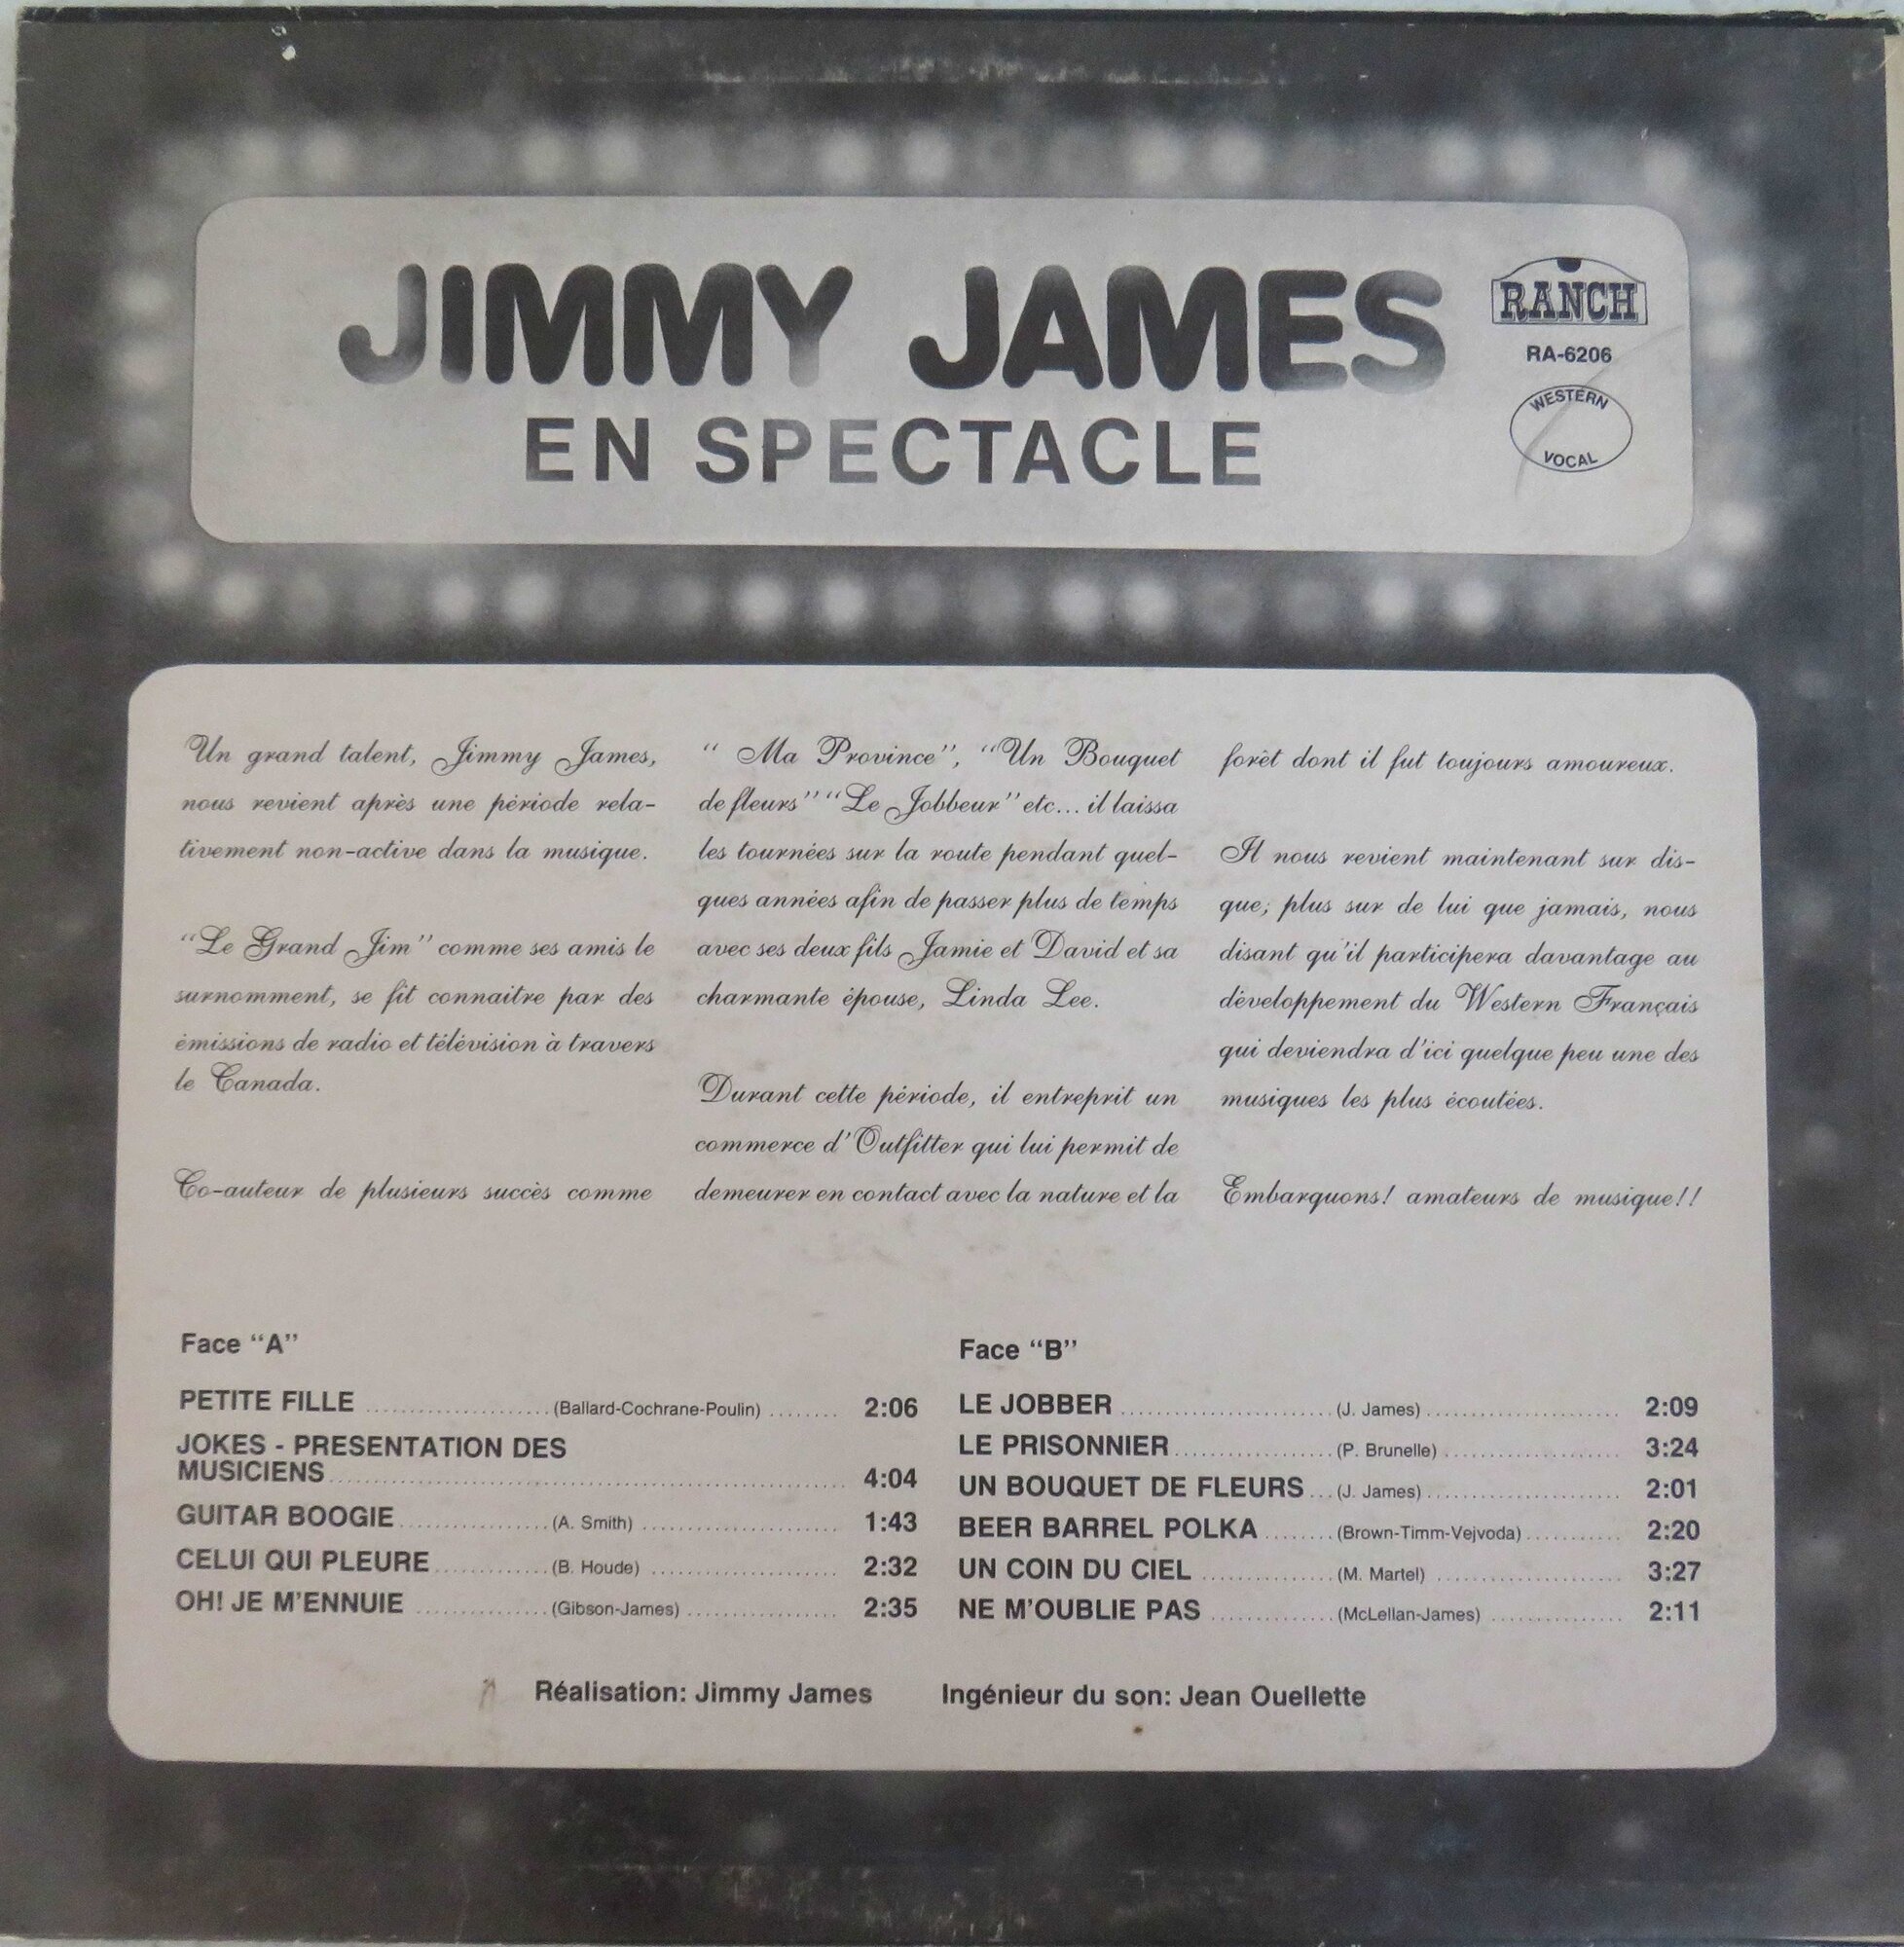 JIMMY JAMES
EN SPECTACLE
RANCH
RA-6206
WESTERN
VOCAL
Un grand talent, Jimmy James,
nous revient après une période rela-
tivement non-active dans la musique.
"Le Grand Jim" comme ses amis le
surnomment, se fit connaitre par des
émissions de radio et télévision à travers
le Canada.
Co-auteur de plusieurs succès comme
" Ma Province", "Un Bouquet
de fleurs" "Le Jobbeur" etc... il laissa
les tournées sur la route pendant quel-
ques années afin de passer plus de temps
avec ses deux fils Jamie et David et sa
charmante épouse, Linda Lee.
Durant cette période, il entreprit un
commerce d'Outfitter qui lui permit de
demeurer en contact avec la nature et la
forêt dont il fut toujours amoureux.
Il nous revient maintenant sur dis-
que; plus sur de lui que jamais, nous
disant qu'il participera davantage au
développement du Western Français
qui deviendra d'ici quelque peu une des
musiques les plus écoutées.
Embarquons! amateurs de musique!!
Face "A"
PETITE FILLE (Ballard-Cochrane-Poulin) 2:06
JOKES - PRESENTATION DES
MUSICIENS 4:04
GUITAR BOOGIE (A. Smith) 1:43
CELUI QUI PLEURE (B. Houde) 2:32
OH! JE M'ENNUIE (Gibson-James) 2:35
Face "B"
LE JOBBER (J. James) 2:09
LE PRISONNIER (P. Brunelle) 3:24
UN BOUQUET DE FLEURS (J. James) 2:01
BEER BARREL POLKA (Brown-Timm-Vejvoda) 2:20
UN COIN DU CIEL (M. Martel) 3:27
NE M'OUBLIE PAS (McLellan-James) 2:11
Réalisation: Jimmy James Ingénieur du son: Jean Ouellette